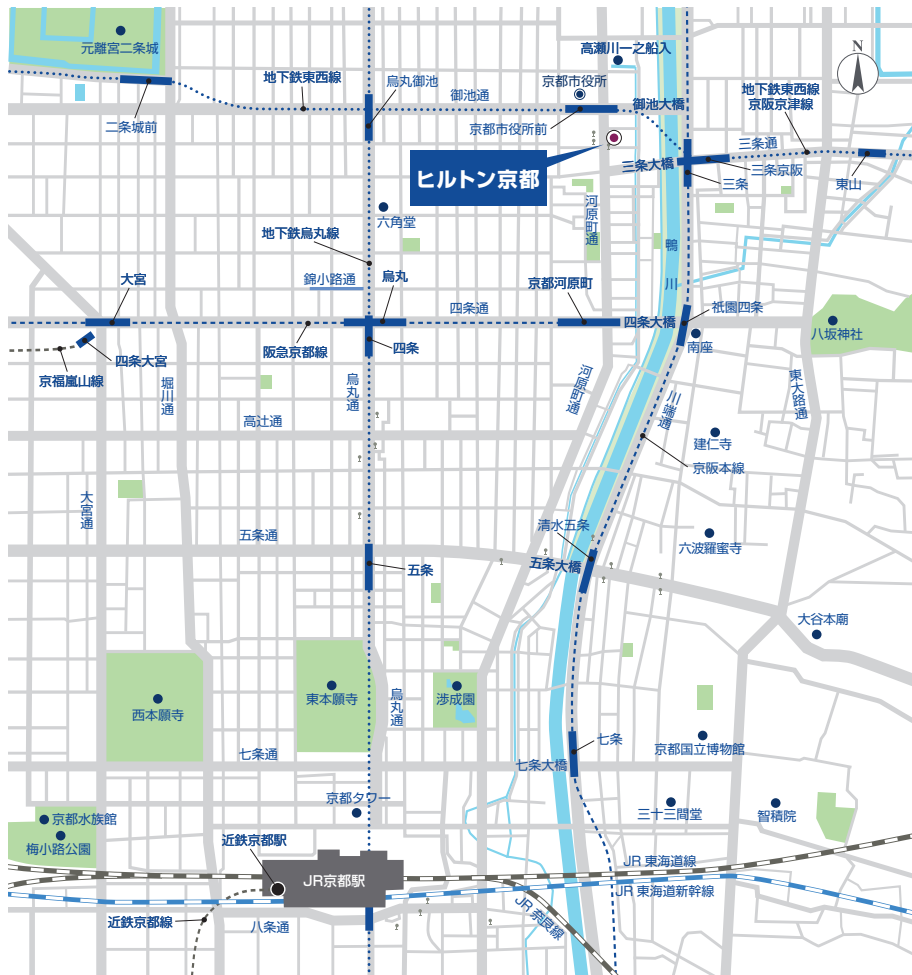 元離宮二条城
高瀬川一之船入
N
地下鉄東西線
烏丸御池
京都市役所
御池通
御池大橋
地下鉄東西線
京阪京津線
二条城前
京都市役所前
三条通
ヒルトン京都
三条大橋
三条京阪
三条
東山
河原町通
六角堂
地下鉄烏丸線
鴨川
大宮
錦小路通
烏丸
京都河原町
四条通
四条大橋
祇園四条
八坂神社
南座
阪急京都線
四条
四条大宮
京福嵐山線
堀川通
烏丸通
河原町通
川端通
東大路通
高辻通
建仁寺
京阪本線
大宮通
五条通
清水五条
六波羅蜜寺
五条
五条大橋
大谷本廟
西本願寺
東本願寺
烏丸通
渉成園
七条通
七条
七条大橋
京都国立博物館
京都タワー
三十三間堂
智積院
京都水族館
梅小路公園
近鉄京都駅
JR京都駅
JR 東海道線
JR 東海道新幹線
JR 奈良線
近鉄京都線
八条通